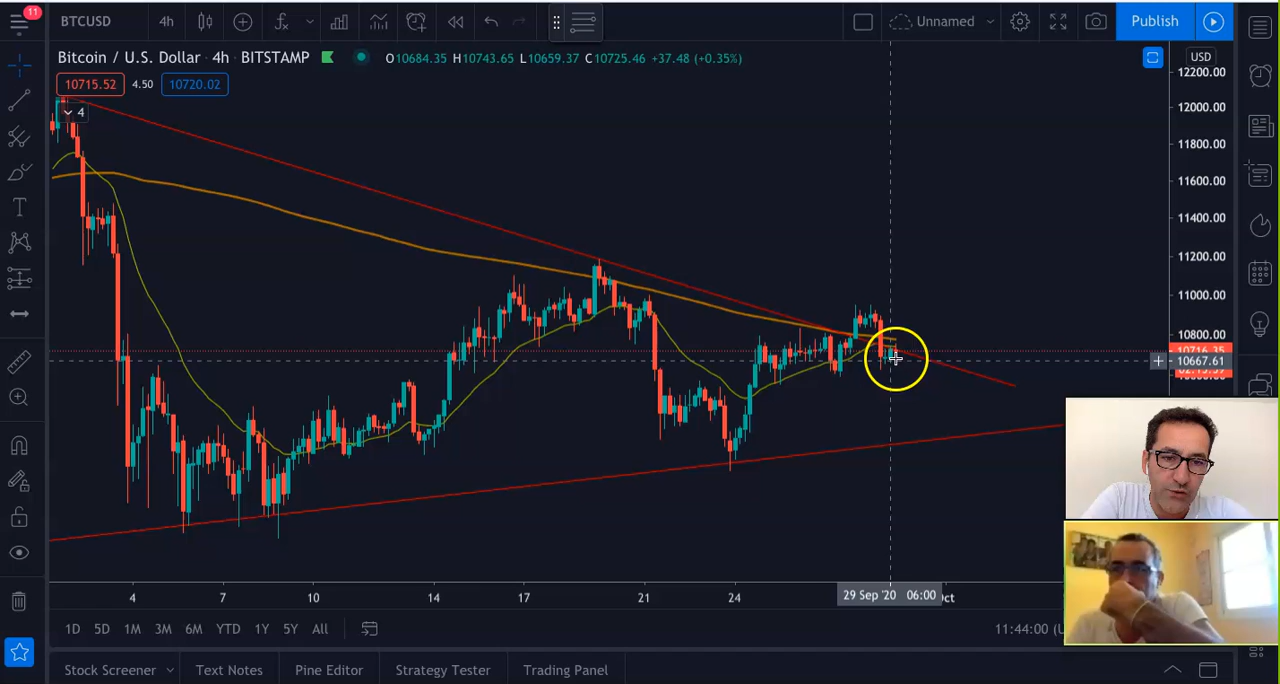 11
BTCUSD
4h
Unnamed
Publish
Bitcoin / U.S. Dollar · 4h · BITSTAMP
O10684.35 H10743.65 L10659.37 C10725.46 +37.48 (+0.35%)
USD
10715.52
4.50
10720.02
4
12200.00
12000.00
11800.00
11600.00
11400.00
11200.00
11000.00
10800.00
10716.35
10667.61
4
7
10
14
17
21
24
29 Sep '20 06:00
Oct
1D
5D
1M
3M
6M
YTD
1Y
5Y
All
11:44:00 (U
Stock Screener
Text Notes
Pine Editor
Strategy Tester
Trading Panel